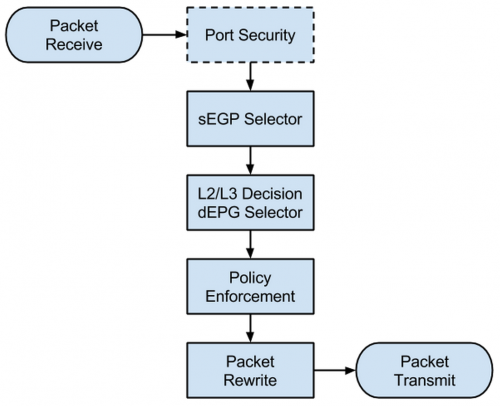 Packet
Receive
Port Security
sEGP Selector
L2/L3 Decision
dEPG Selector
Policy
Enforcement
Packet
Rewrite
Packet
Transmit